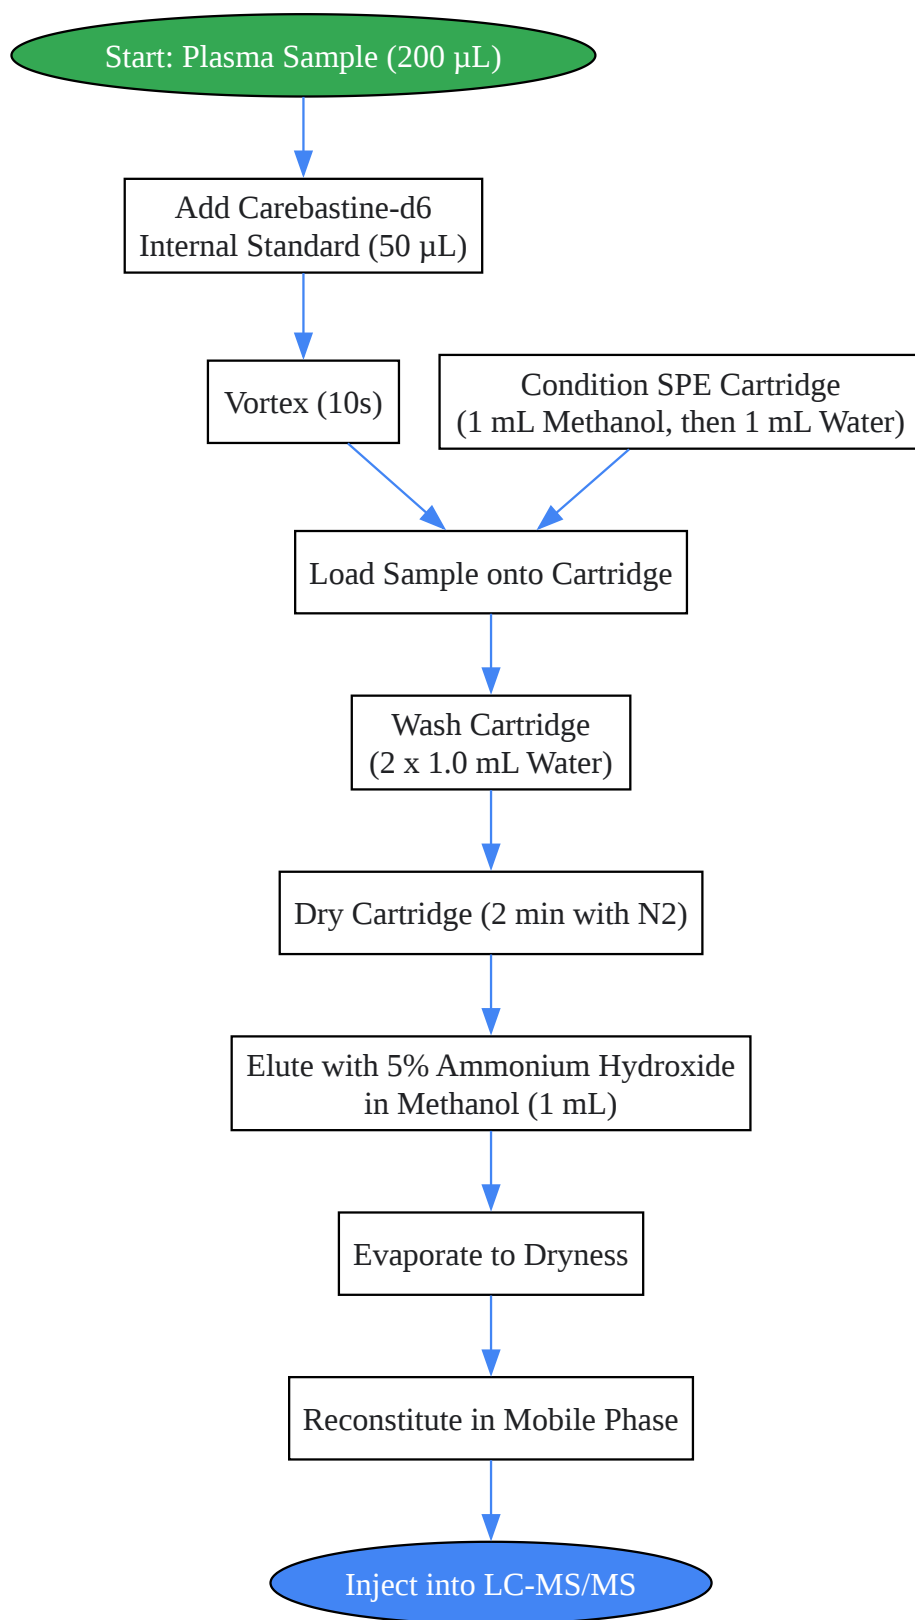 Start: Plasma Sample (200 µL)
Add Carebastine-d6
Internal Standard (50 µL)
Vortex (10s)
Condition SPE Cartridge
(1 mL Methanol, then 1 mL Water)
Load Sample onto Cartridge
Wash Cartridge
(2 x 1.0 mL Water)
Dry Cartridge (2 min with N2)
Elute with 5% Ammonium Hydroxide
in Methanol (1 mL)
Evaporate to Dryness
Reconstitute in Mobile Phase
Inject into LC-MS/MS